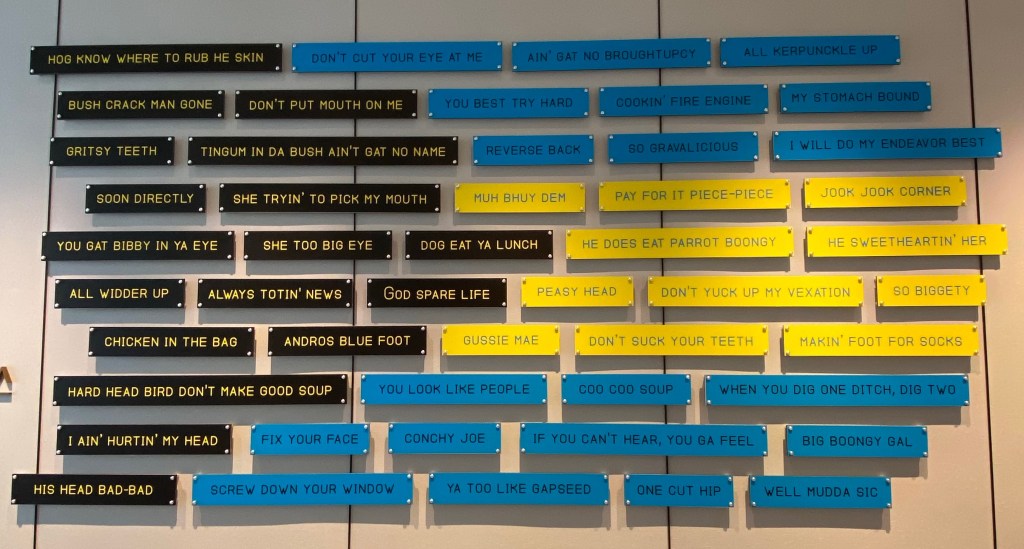 HOG KNOW WHERE TO RUB HE SKIN DON'T CUT YOUR EYE AT ME AIN' GAT NO BROUGHTUPCY ALL KERPUNCKLE UP
BUSH CRACK MAN GONE DON'T PUT MOUTH ON ME YOU BEST TRY HARD COOKIN' FIRE ENGINE MY STOMACH BOUND
GRITSY TEETH TINGUM IN DA BUSH AIN'T GAT NO NAME REVERSE BACK SO GRAVALICIOUS I WILL DO MY ENDEAVOR BEST
SOON DIRECTLY SHE TRYIN' TO PICK MY MOUTH MUH BHUY DEM PAY FOR IT PIECE-PIECE JOOK JOOK CORNER
YOU GAT BIBBY IN YA EYE SHE TOO BIG EYE DOG EAT YA LUNCH HE DOES EAT PARROT BOONGY HE SWEETHEARTIN' HER
ALL WIDDER UP ALWAYS TOTIN' NEWS GOD SPARE LIFE PEASY HEAD DON'T YUCK UP MY VEXATION SO BIGGETY
CHICKEN IN THE BAG ANDROS BLUE FOOT GUSSIE MAE DON'T SUCK YOUR TEETH MAKIN' FOOT FOR SOCKS
HARD HEAD BIRD DON'T MAKE GOOD SOUP YOU LOOK LIKE PEOPLE COO COO SOUP WHEN YOU DIG ONE DITCH, DIG TWO
I AIN' HURTIN' MY HEAD FIX YOUR FACE CONCHY JOE IF YOU CAN'T HEAR, YOU GA FEEL BIG BOONGY GAL
HIS HEAD BAD-BAD SCREW DOWN YOUR WINDOW YA TOO LIKE GAPSEED ONE CUT HIP WELL MUDDA SIC